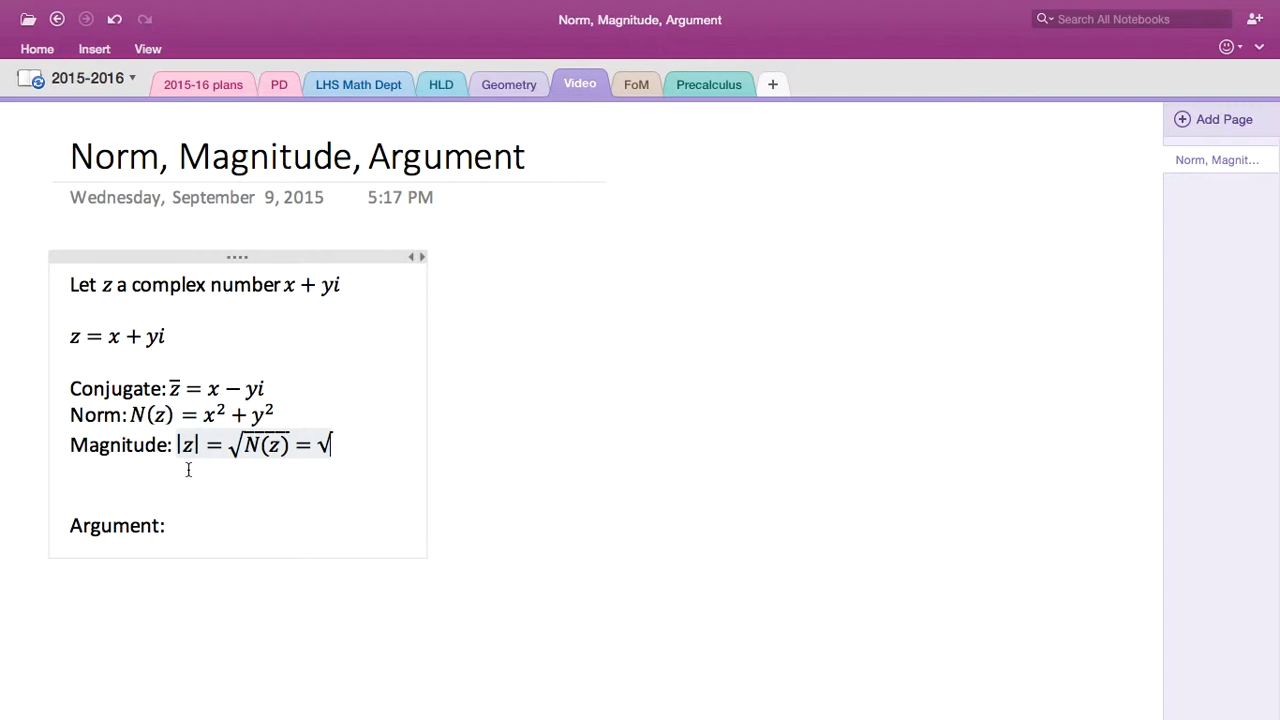 Norm, Magnitude, Argument
Search All Notebooks
Home Insert View
2015-2016
2015-16 plans PD LHS Math Dept HLD Geometry Video FoM Precalculus +
Add Page
Norm, Magnit...
Norm, Magnitude, Argument
Wednesday, September 9, 2015 5:17 PM
Let z a complex number x + yi
z = x + yi
Conjugate: z̅ = x − yi
Norm: N(z) = x² + y²
Magnitude: |z| = √N(z) = √
Argument: